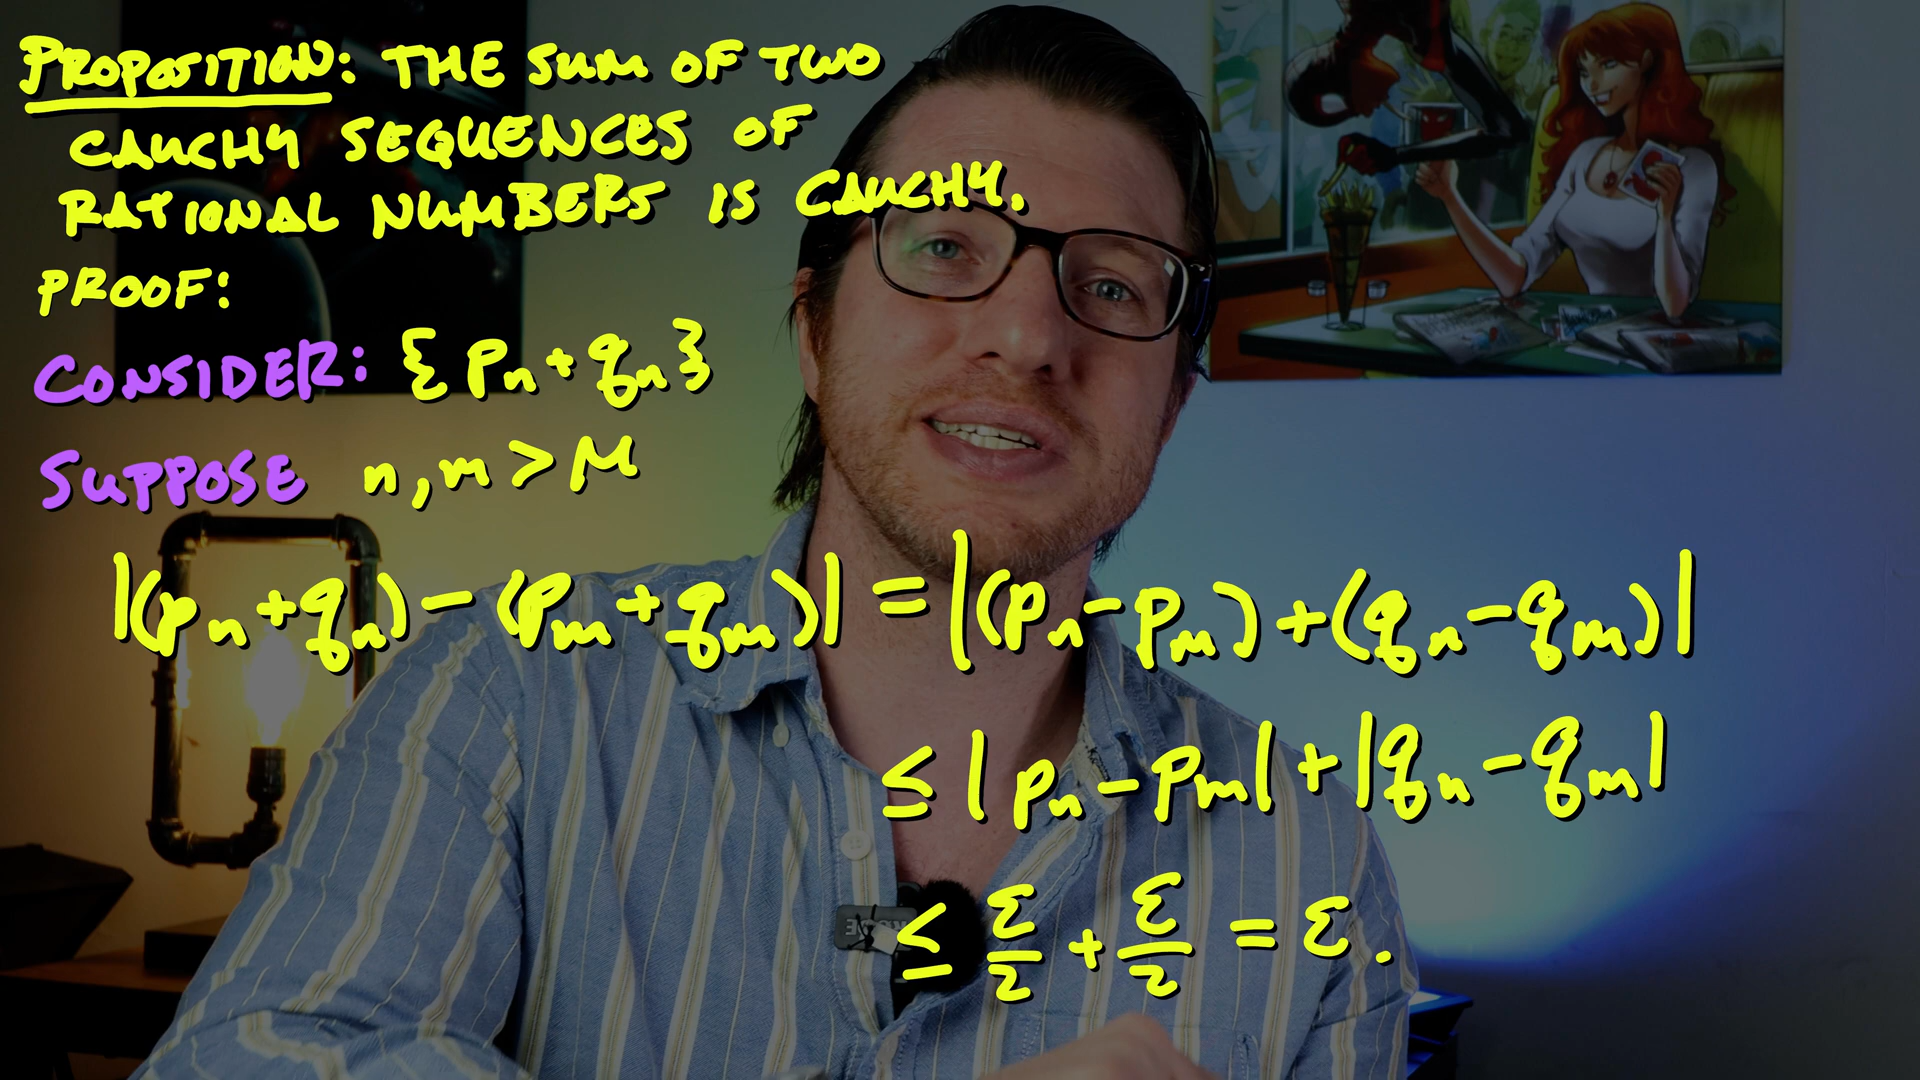 PROPOSITION: THE SUM OF TWO
CAUCHY SEQUENCES OF
RATIONAL NUMBERS IS CAUCHY.
PROOF:
CONSIDER: {pₙ + qₙ}
SUPPOSE n, m > M
|(pₙ + qₙ) - (pₘ + qₘ)| = |(pₙ - pₘ) + (qₙ - qₘ)|
≤ |pₙ - pₘ| + |qₙ - qₘ|
≤ ε/2 + ε/2 = ε.